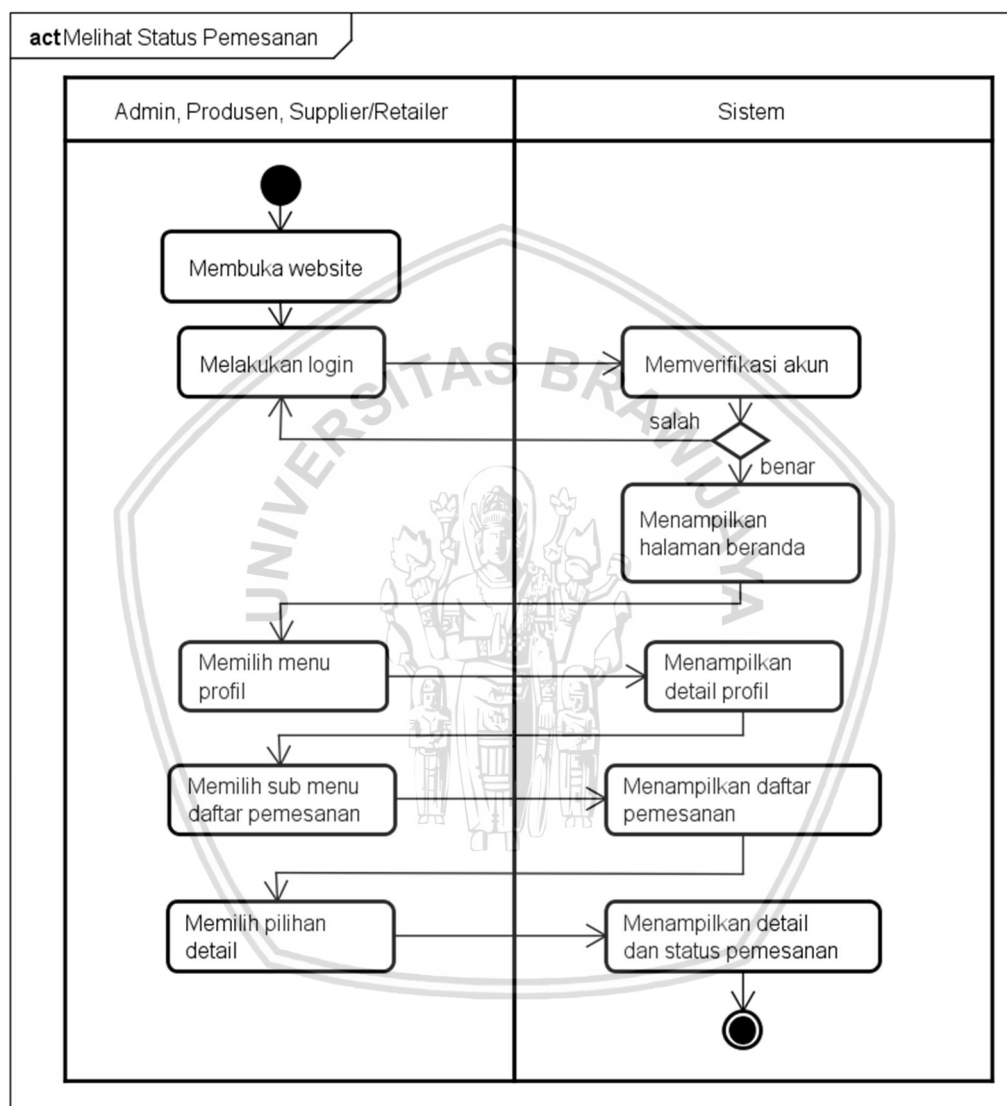 act Melihat Status Pemesanan
Admin, Produsen, Supplier/Retailer
Sistem
Membuka website
Melakukan login
Memverifikasi akun
salah
benar
Menampilkan
halaman beranda
Memilih menu
profil
Menampilkan
detail profil
Memilih sub menu
daftar pemesanan
Menampilkan daftar
pemesanan
Memilih pilihan
detail
Menampilkan detail
dan status pemesanan
UNIVERSITAS BRAWIJAYA